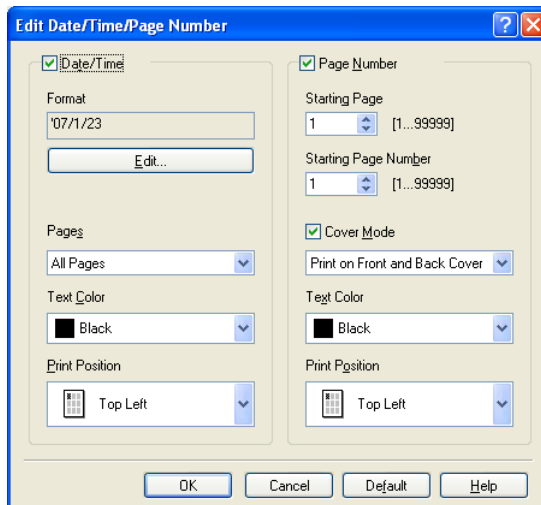 Edit Date/Time/Page Number
Date/Time
Format
'07/1/23
Edit...
Pages
All Pages
Text Color
Black
Print Position
Top Left
Page Number
Starting Page
1 [1...99999]
Starting Page Number
1 [1...99999]
Cover Mode
Print on Front and Back Cover
Text Color
Black
Print Position
Top Left
OK Cancel Default Help